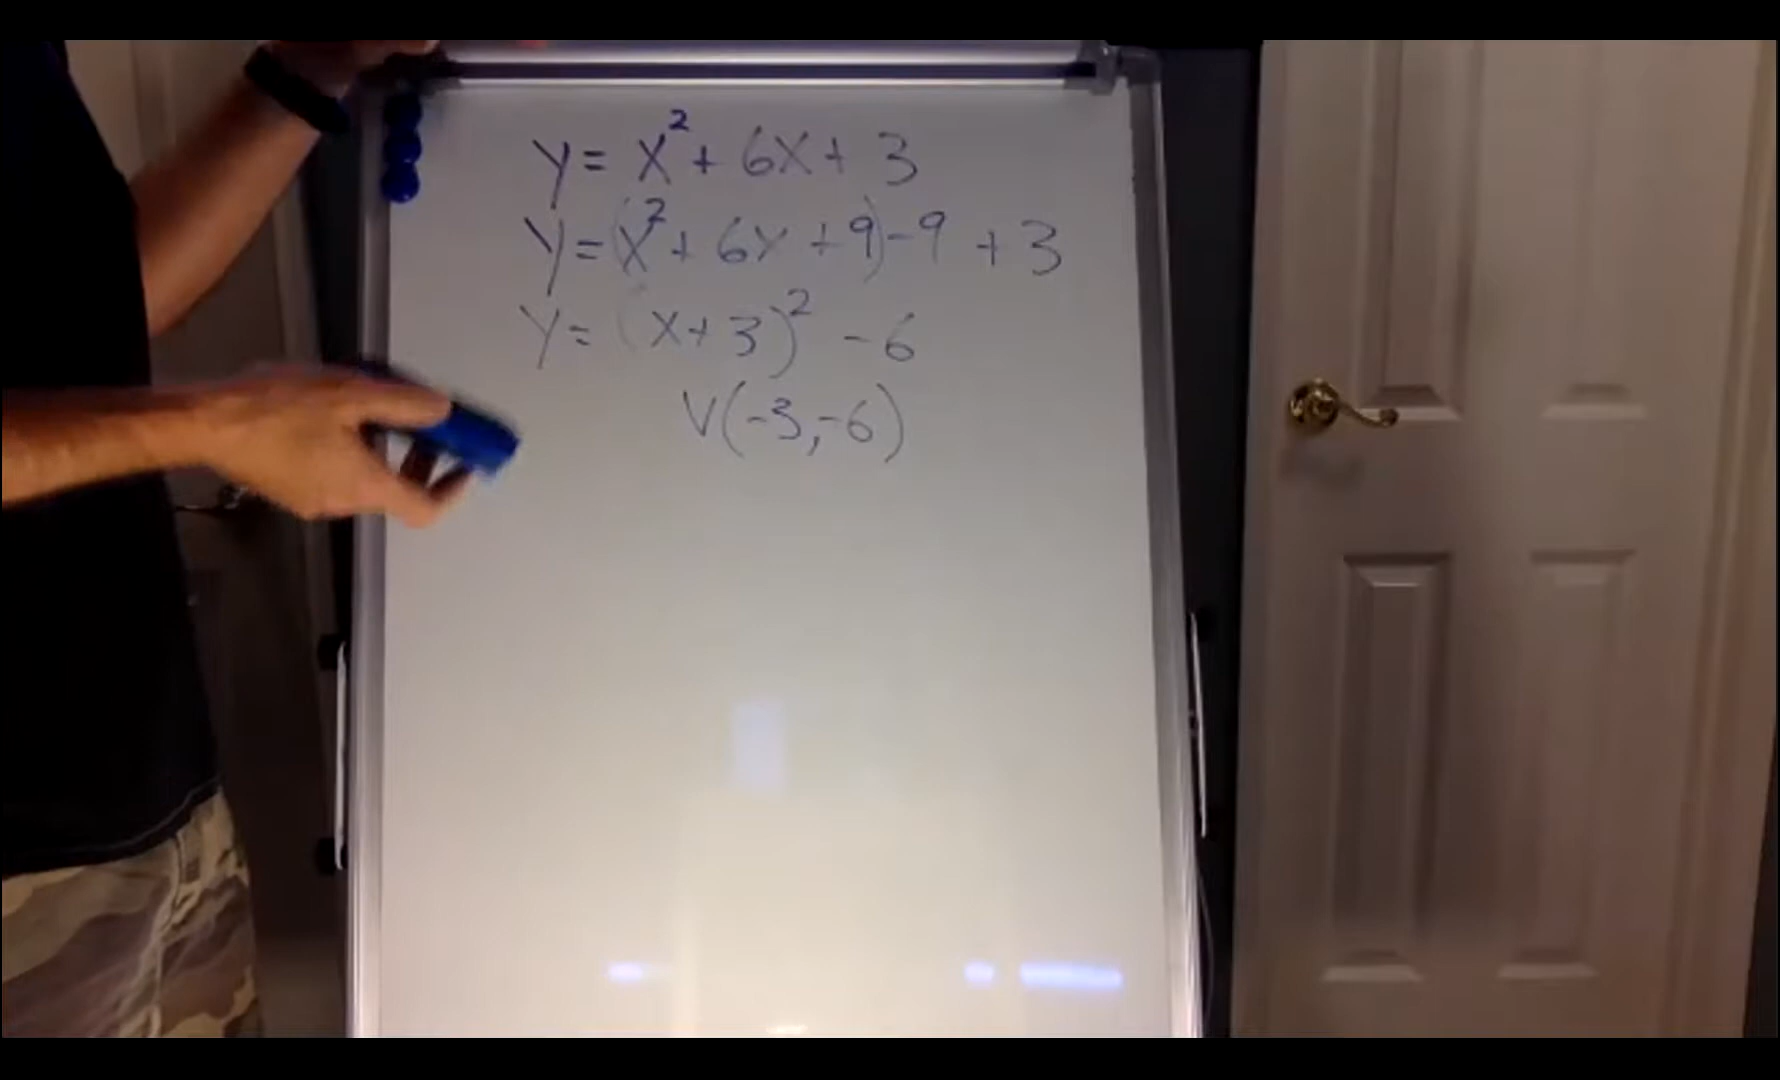 y = x² + 6x + 3
y = (x² + 6x + 9) - 9 + 3
y = (x + 3)² - 6
V(-3, -6)